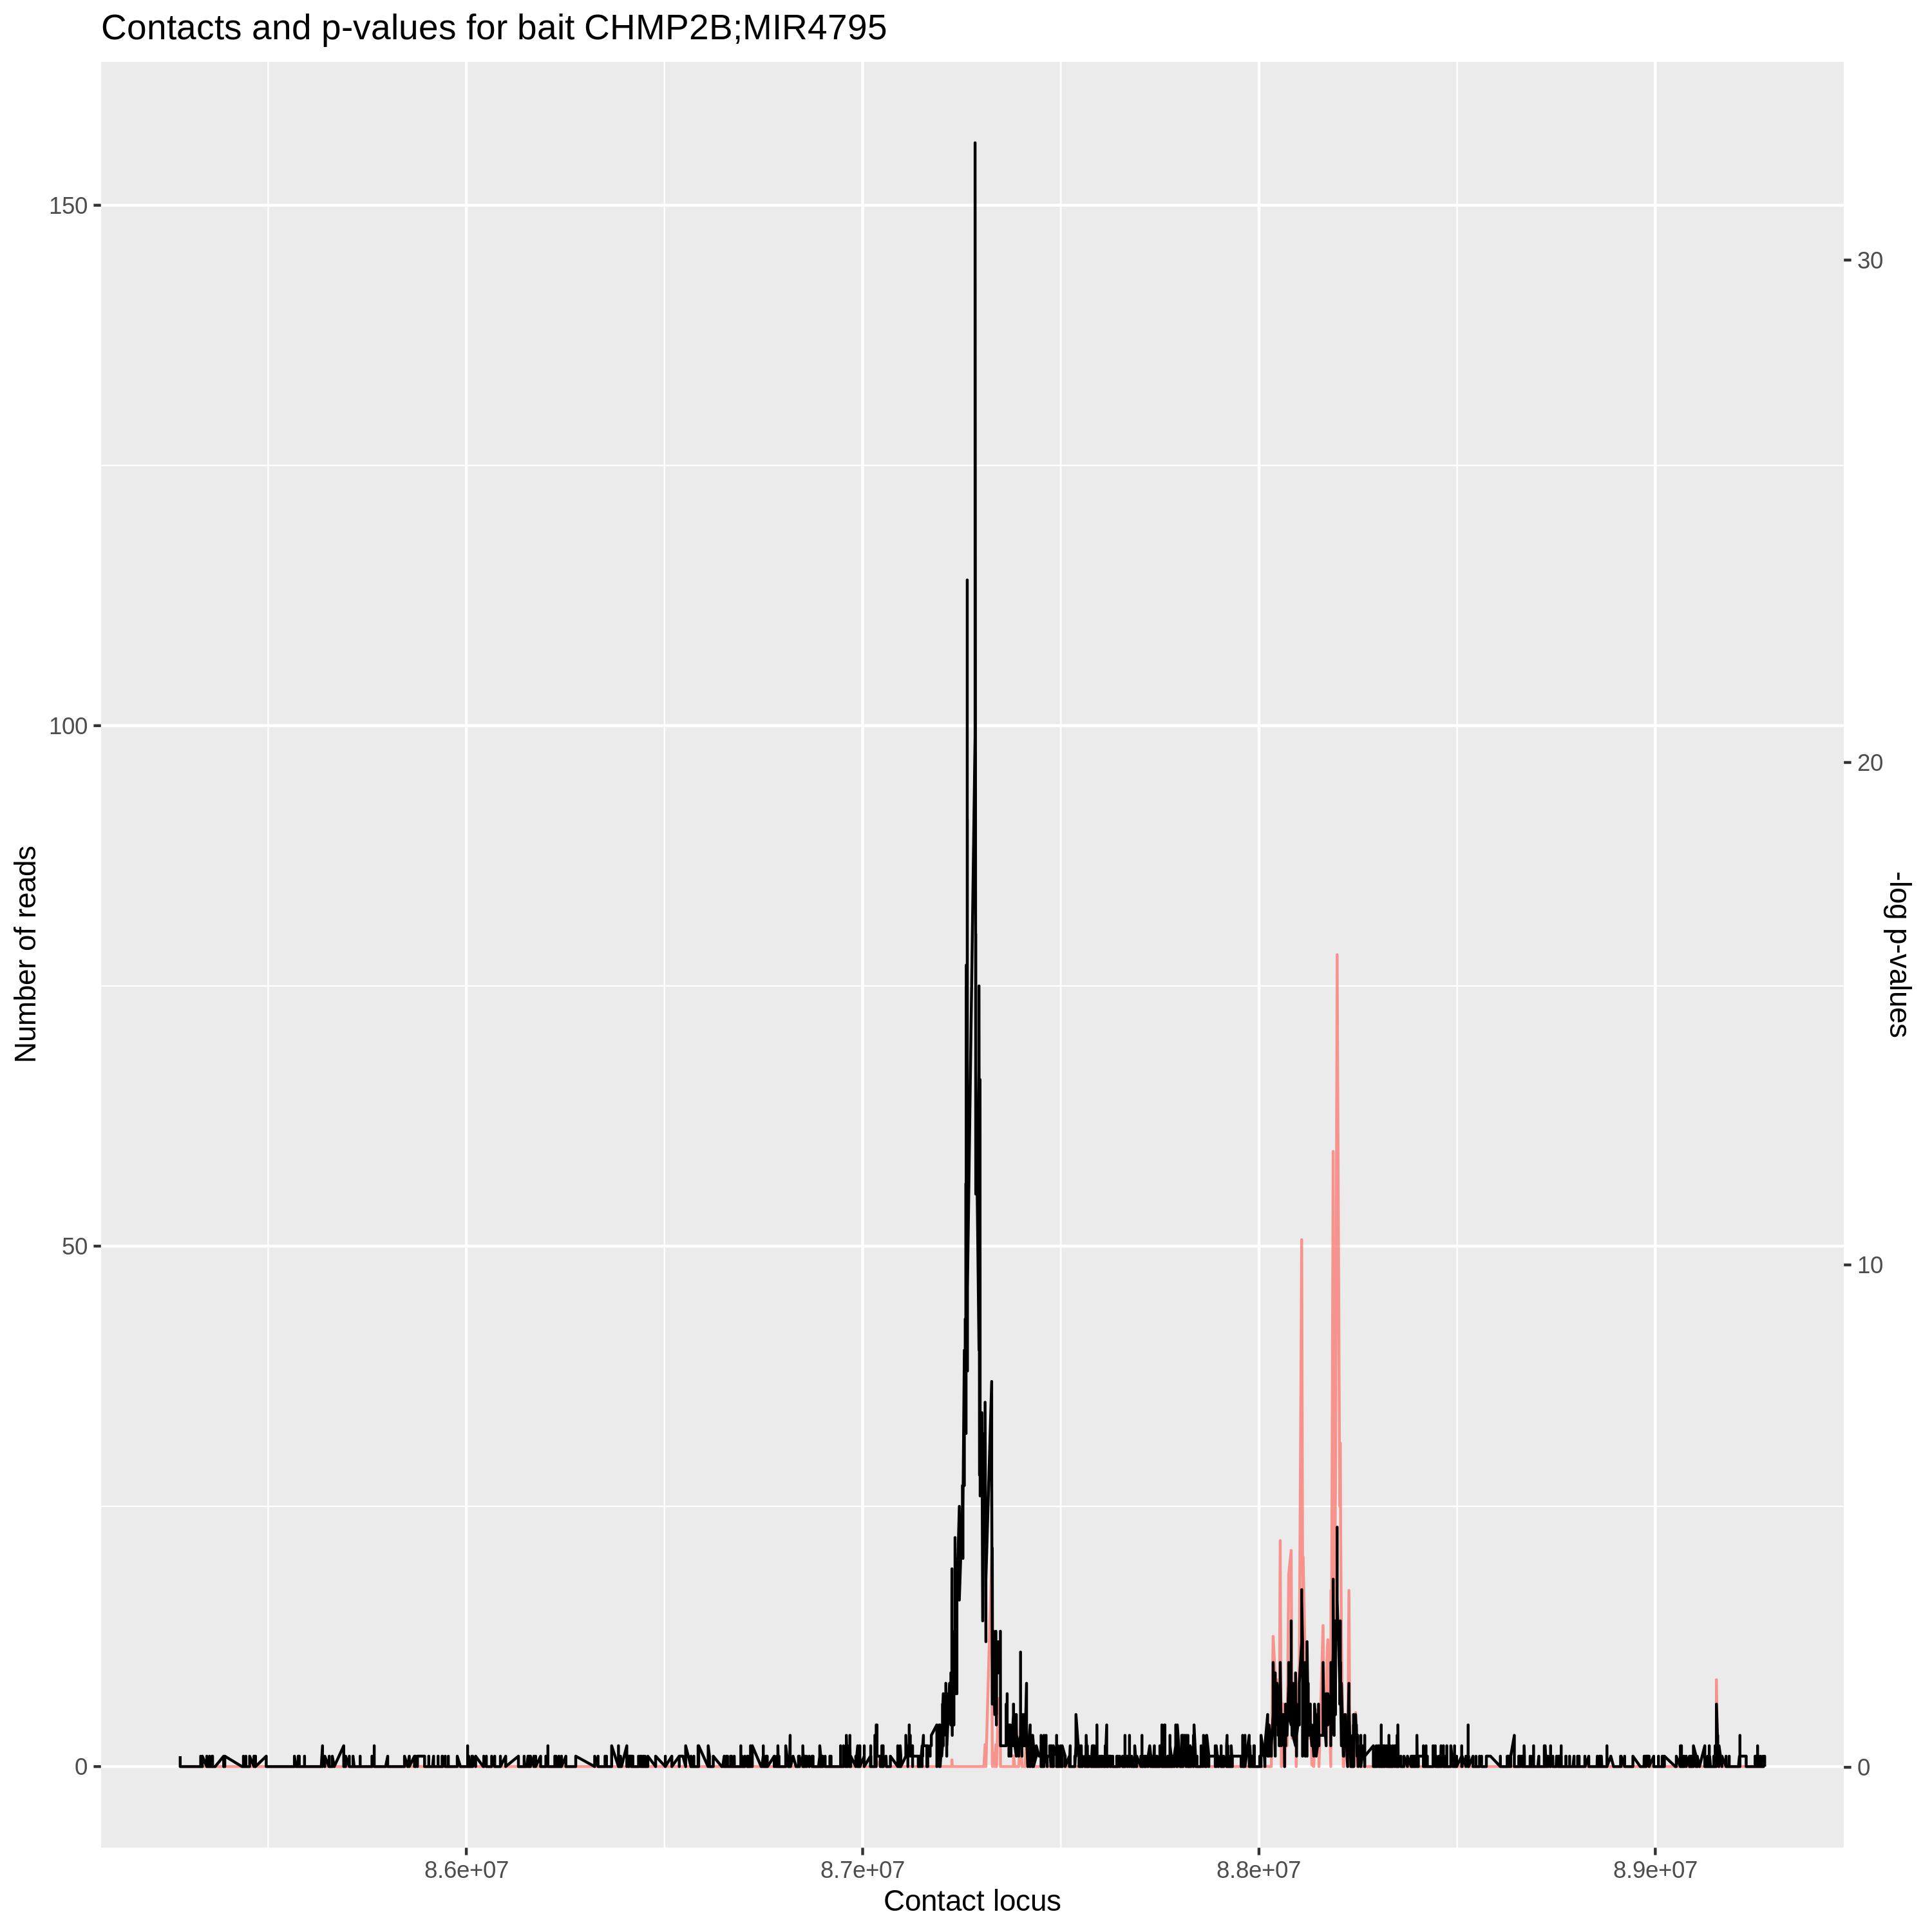 Contacts and p-values for bait CHMP2B;MIR4795
150
100
50
0
Number of reads
30
20
10
0
-log p-values
8.6e+07
8.7e+07
8.8e+07
8.9e+07
Contact locus